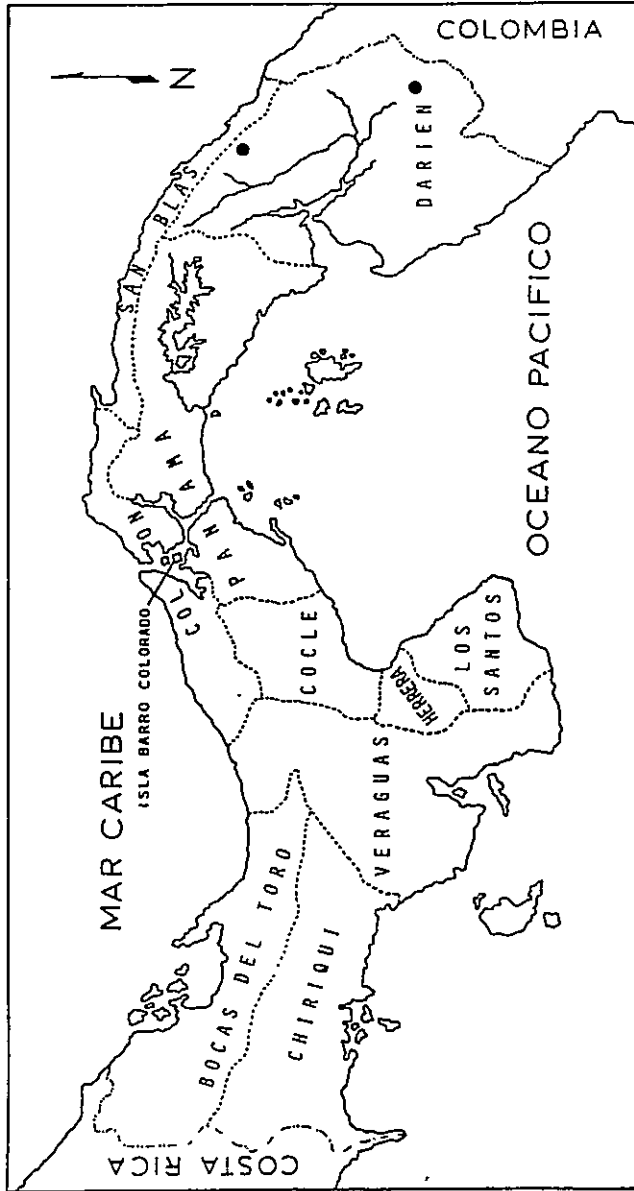 MAR CARIBE
ISLA BARRO COLORADO
N
COLOMBIA
COSTA RICA
SAN BLAS
COLON
PANAMA
DARIEN
BOCAS DEL TORO
CHIRIQUI
VERAGUAS
COCLE
HERRERA
LOS
SANTOS
OCEANO PACIFICO